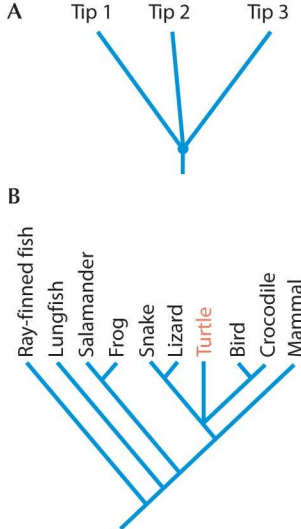 A
Tip 1 Tip 2 Tip 3
B
Ray-finned fish
Lungfish
Salamander
Frog
Snake
Lizard
Turtle
Bird
Crocodile
Mammal